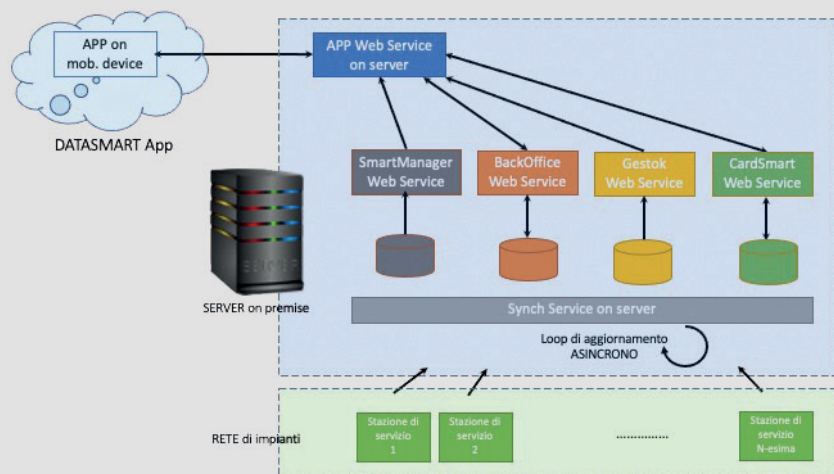 APP on
mob. device
APP Web Service
on server
DATASMART App
SmartManager
Web Service
BackOffice
Web Service
Gestok
Web Service
CardSmart
Web Service
SERVER on premise
Synch Service on server
Loop di aggiornamento
ASINCRONO
RETE di impianti
Stazione di
servizio
1
Stazione di
servizio
2
...............
Stazione di
servizio
N-esima